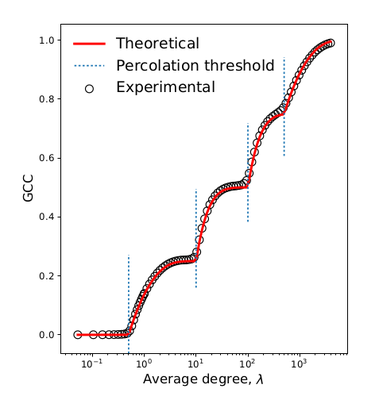 1.0
0.8
0.6
0.4
0.2
0.0
GCC
Theoretical
Percolation threshold
Experimental
10⁻¹ 10⁰ 10¹ 10² 10³
Average degree, λ